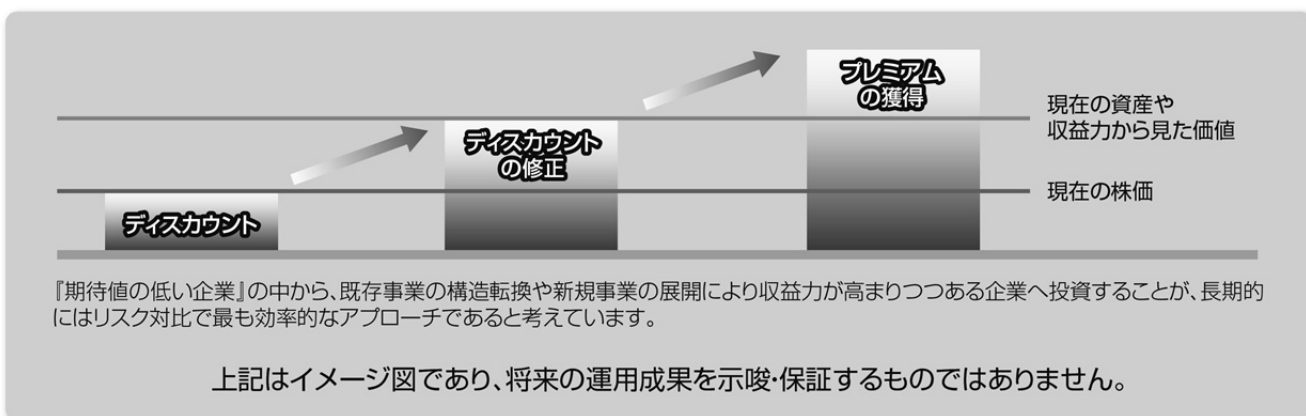 プレミアム
の獲得
現在の資産や
収益力から見た価値
ディスカウント
の修正
現在の株価
ディスカウント
『期待値の低い企業』の中から、既存事業の構造転換や新規事業の展開により収益力が高まりつつある企業へ投資することが、長期的
にはリスク対比で最も効率的なアプローチであると考えています。
上記はイメージ図であり、将来の運用成果を示唆･保証するものではありません。